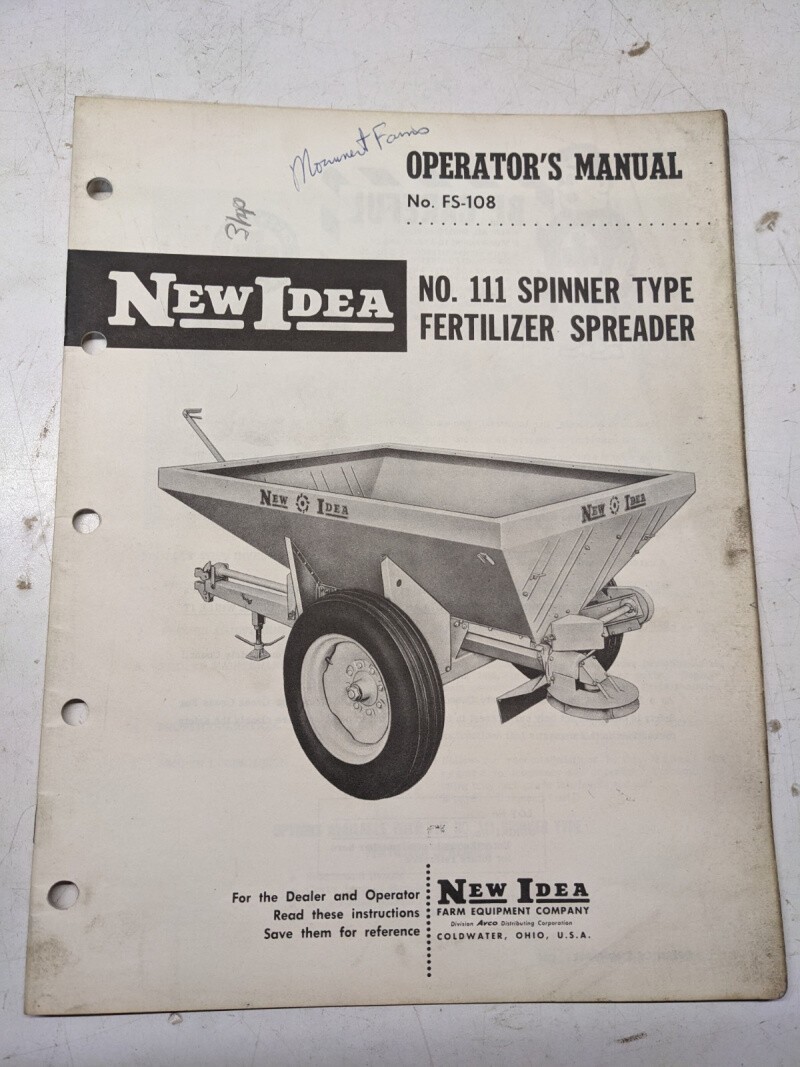 Monument Farms
OPERATOR'S MANUAL
No. FS-108
NEW IDEA
NO. 111 SPINNER TYPE
FERTILIZER SPREADER
NEW IDEA
NEW IDEA
For the Dealer and Operator
Read these instructions
Save them for reference
NEW IDEA
FARM EQUIPMENT COMPANY
Division Avco Distributing Corporation
COLDWATER, OHIO, U.S.A.